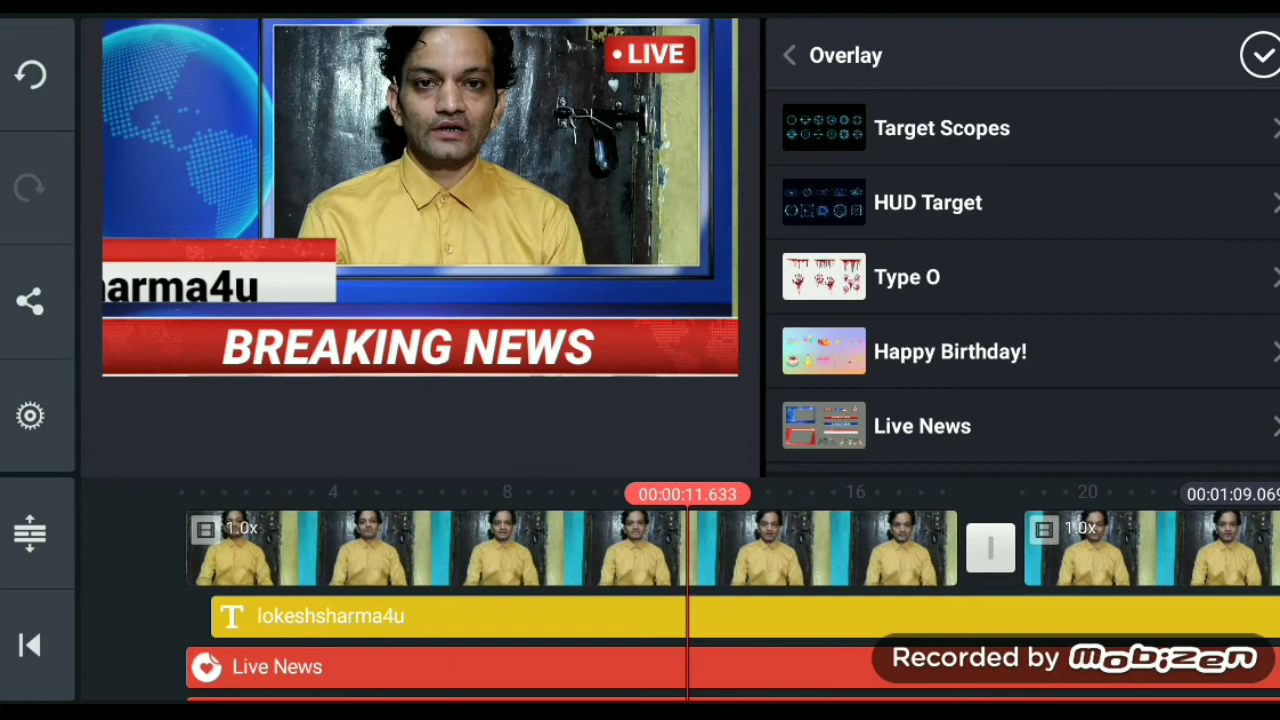 Overlay
• LIVE
Target Scopes
HUD Target
Type O
Happy Birthday!
Live News
arma4u
BREAKING NEWS
4
8
00:00:11.633
16
20
00:01:09.069
1.0x
1.0x
T lokeshsharma4u
Live News
Recorded by mobizen